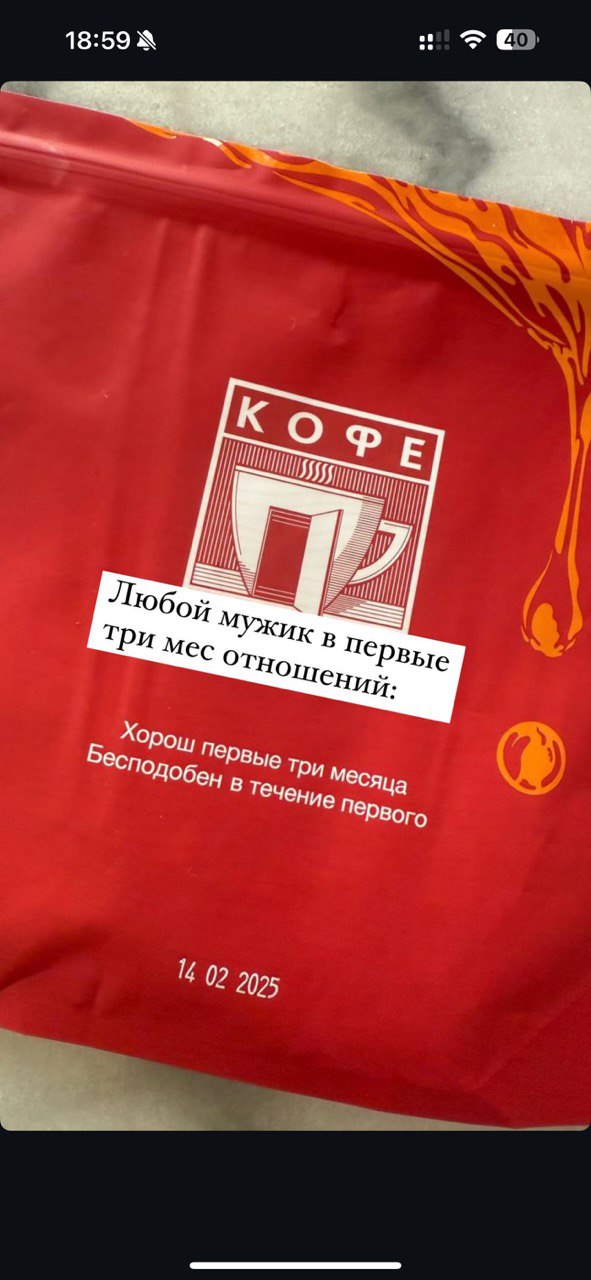 18:59
40
КОФЕ
Любой мужик в первые
три мес отношений:
Хорош первые три месяца
Бесподобен в течение первого
14 02 2025